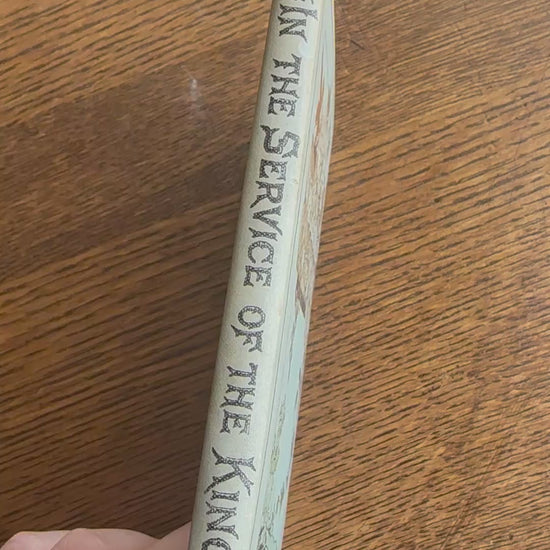 IN THE SERVICE OF THE KING